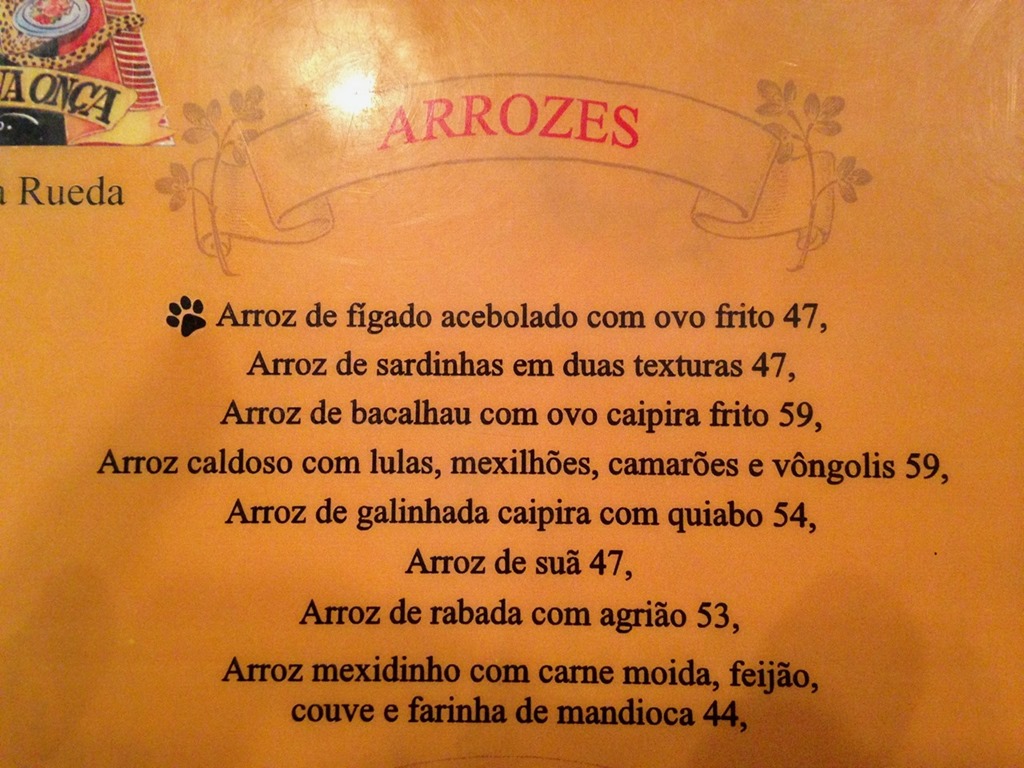 NA ONÇA
Rueda
ARROZES
Arroz de fígado acebolado com ovo frito 47,
Arroz de sardinhas em duas texturas 47,
Arroz de bacalhau com ovo caipira frito 59,
Arroz caldoso com lulas, mexilhões, camarões e vôngolis 59,
Arroz de galinhada caipira com quiabo 54,
Arroz de suã 47,
Arroz de rabada com agrião 53,
Arroz mexidinho com carne moida, feijão,
couve e farinha de mandioca 44,